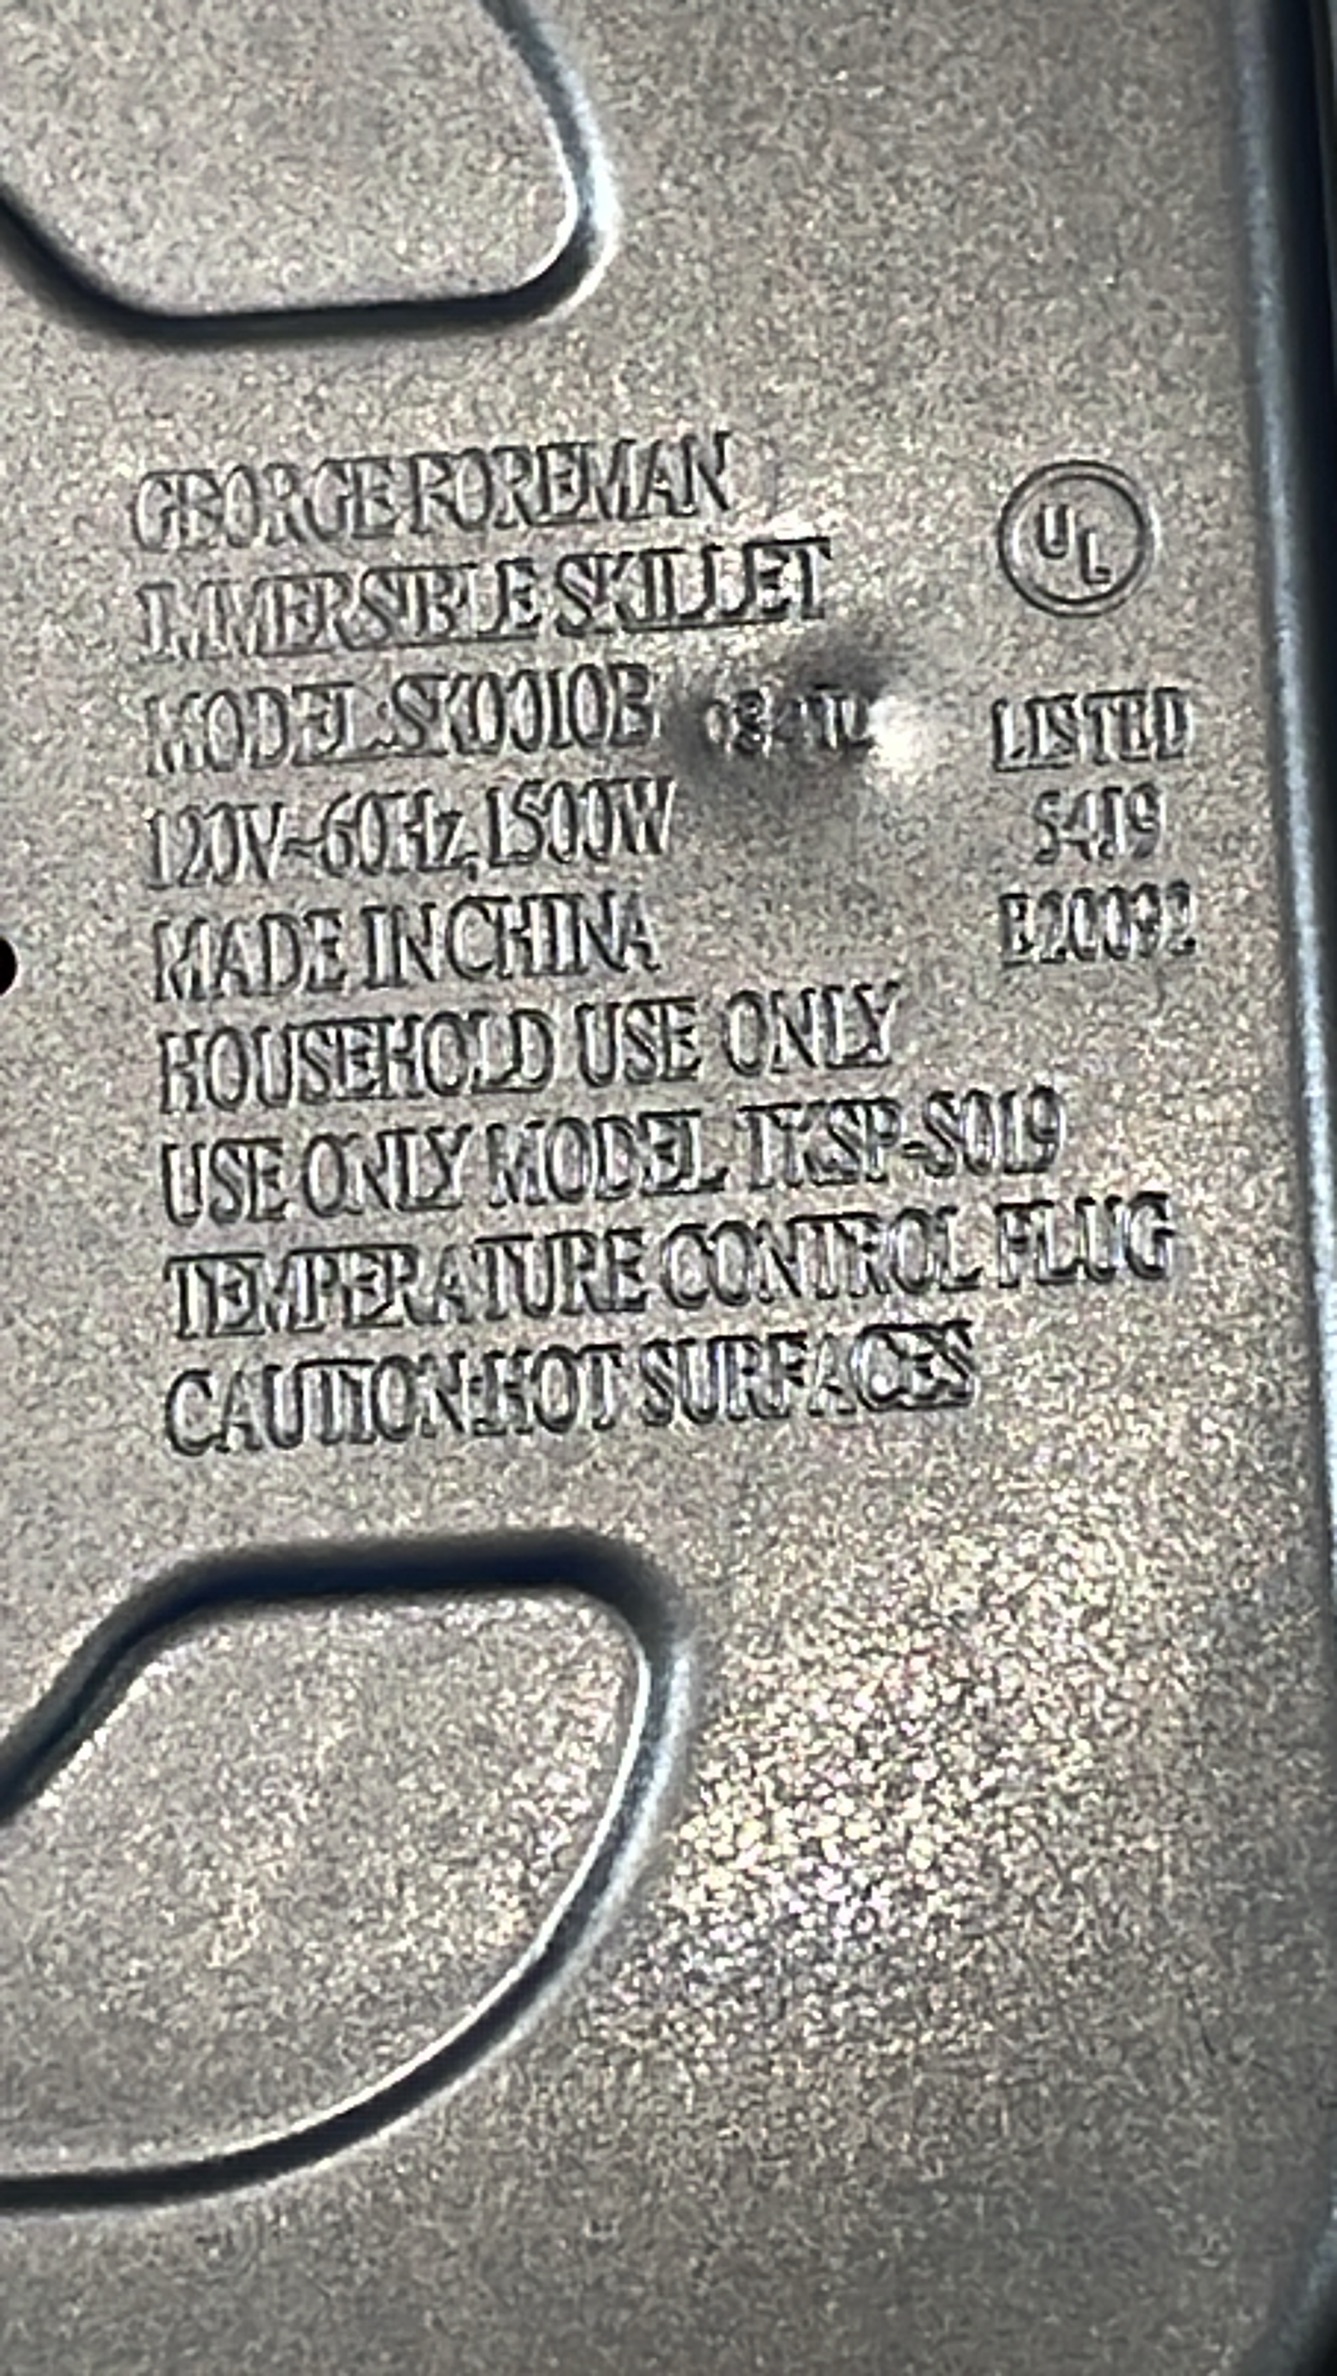 GEORGE FOREMAN
IMMERSIBLE SKILLET
MODEL:SK0010B
120V~60Hz, 1500W
MADE IN CHINA
HOUSEHOLD USE ONLY
USE ONLY MODEL TKSP-S019
TEMPERATURE CONTROL PLUG
CAUTION:HOT SURFACES
UL
LISTED
54J9
E20092